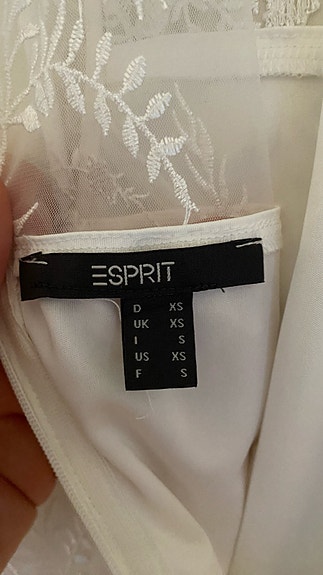 ESPRIT
D XS
UK XS
I S
US XS
F S